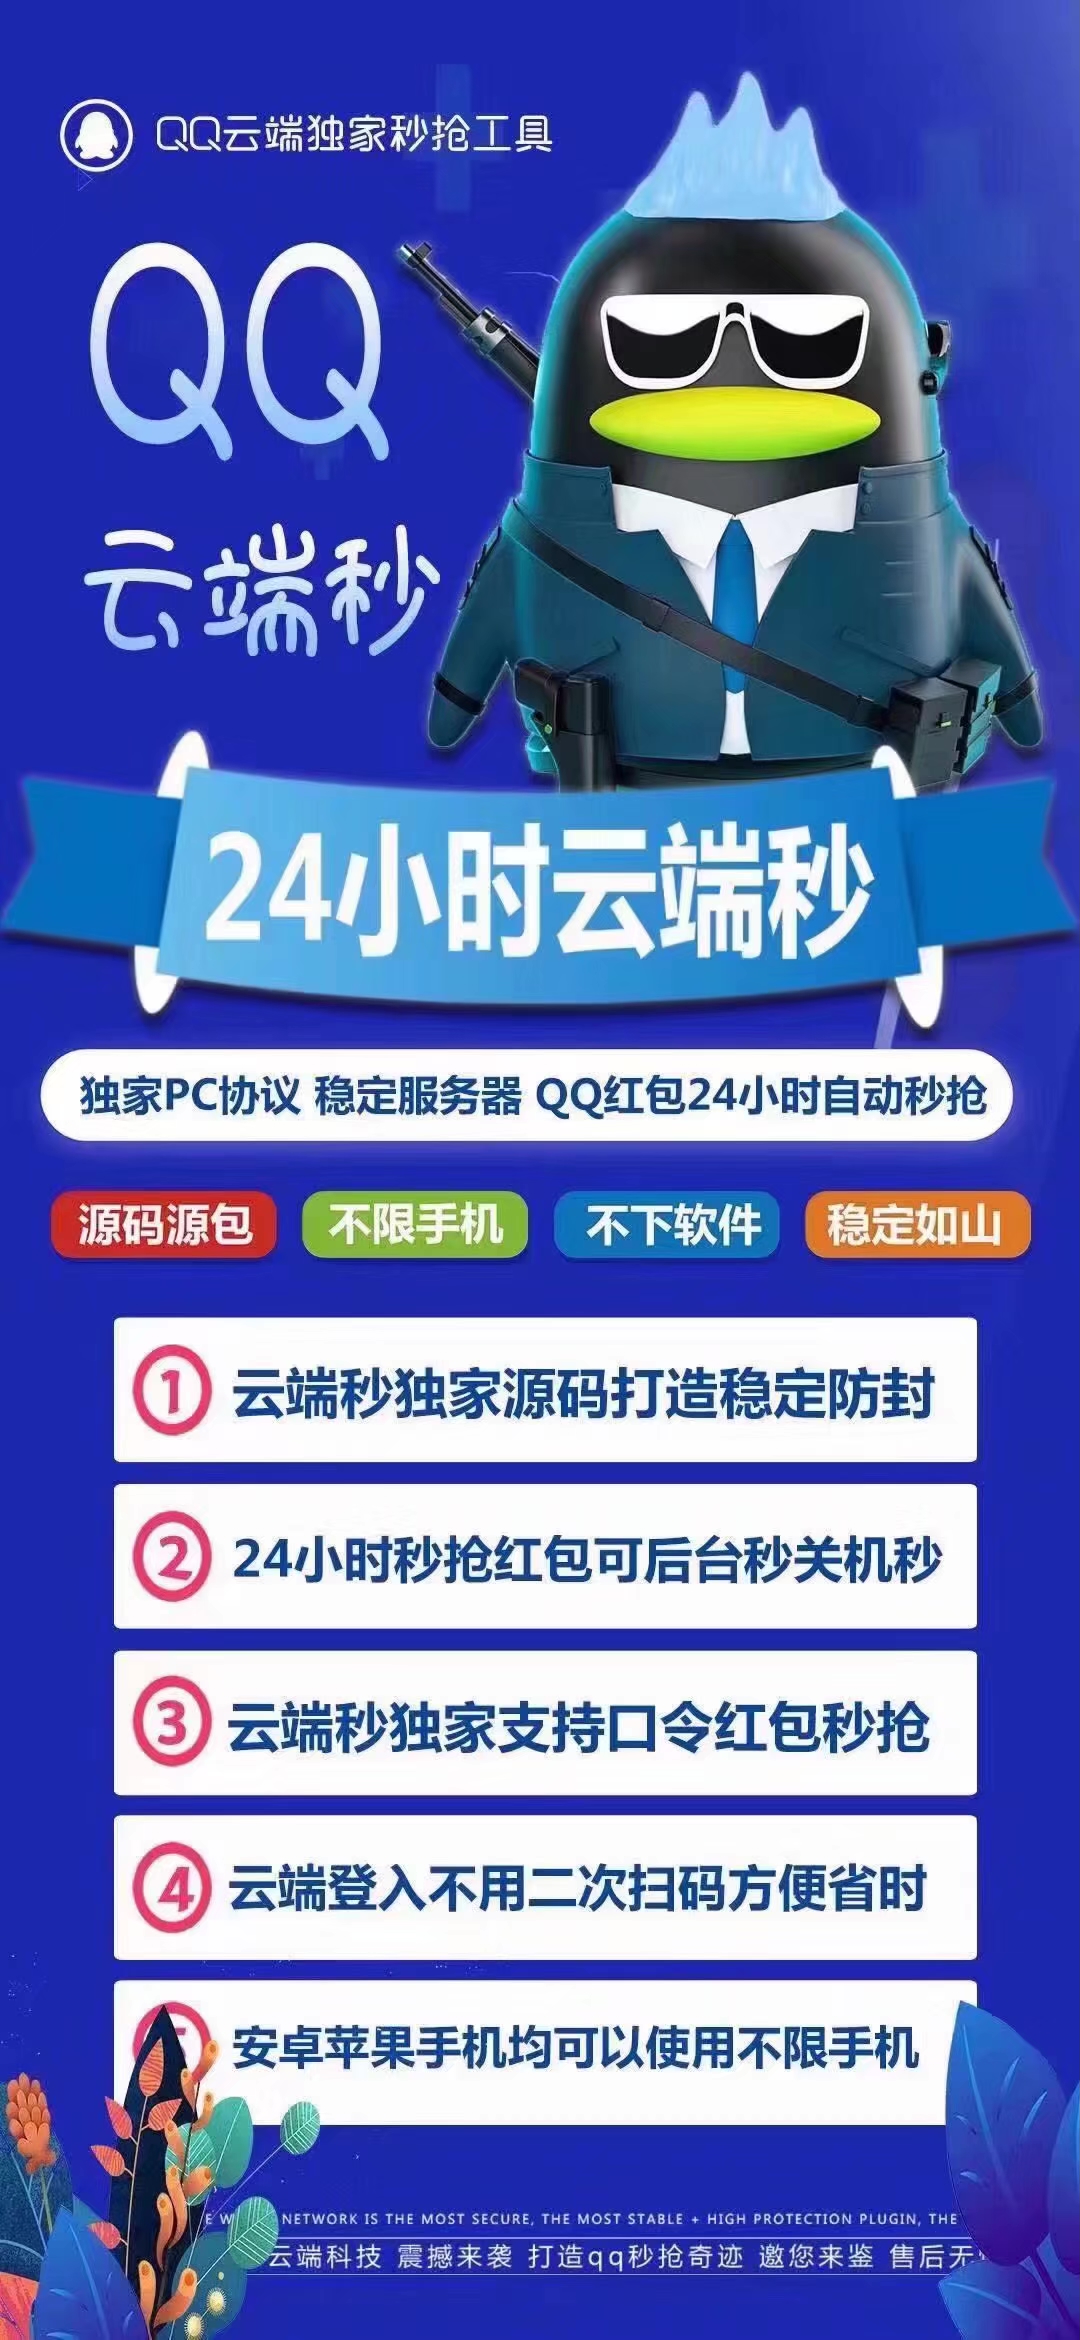 QQ云端独家秒抢工具
QQ
云端秒
24小时云端秒
独家PC协议 稳定服务器 QQ红包24小时自动秒抢
源码源包 不限手机 不下软件 稳定如山
1 云端秒独家源码打造稳定防封
2 24小时秒抢红包可后台秒关机秒
3 云端秒独家支持口令红包秒抢
4 云端登入不用二次扫码方便省时
安卓苹果手机均可以使用不限手机
NETWORK IS THE MOST SECURE, THE MOST STABLE + HIGH PROTECTION PLUGIN, THE
云端科技 震撼来袭 打造qq秒抢奇迹 邀您来鉴 售后无